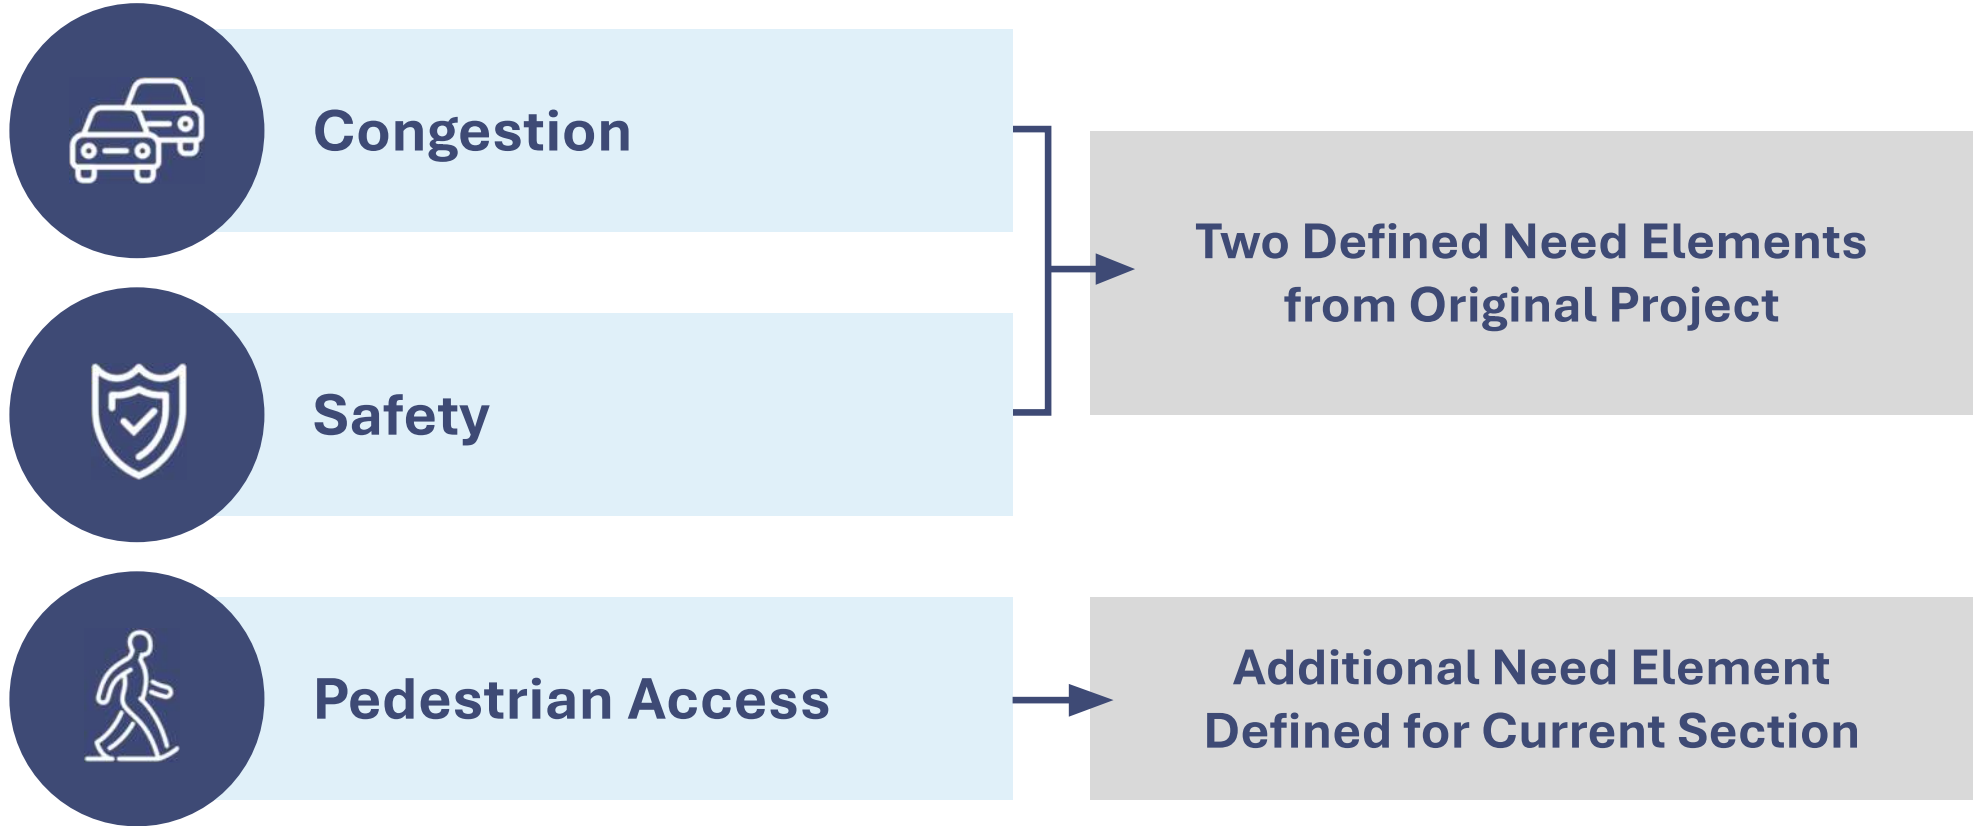 Congestion
Two Defined Need Elements
from Original Project
Safety
Pedestrian Access
Additional Need Element
Defined for Current Section